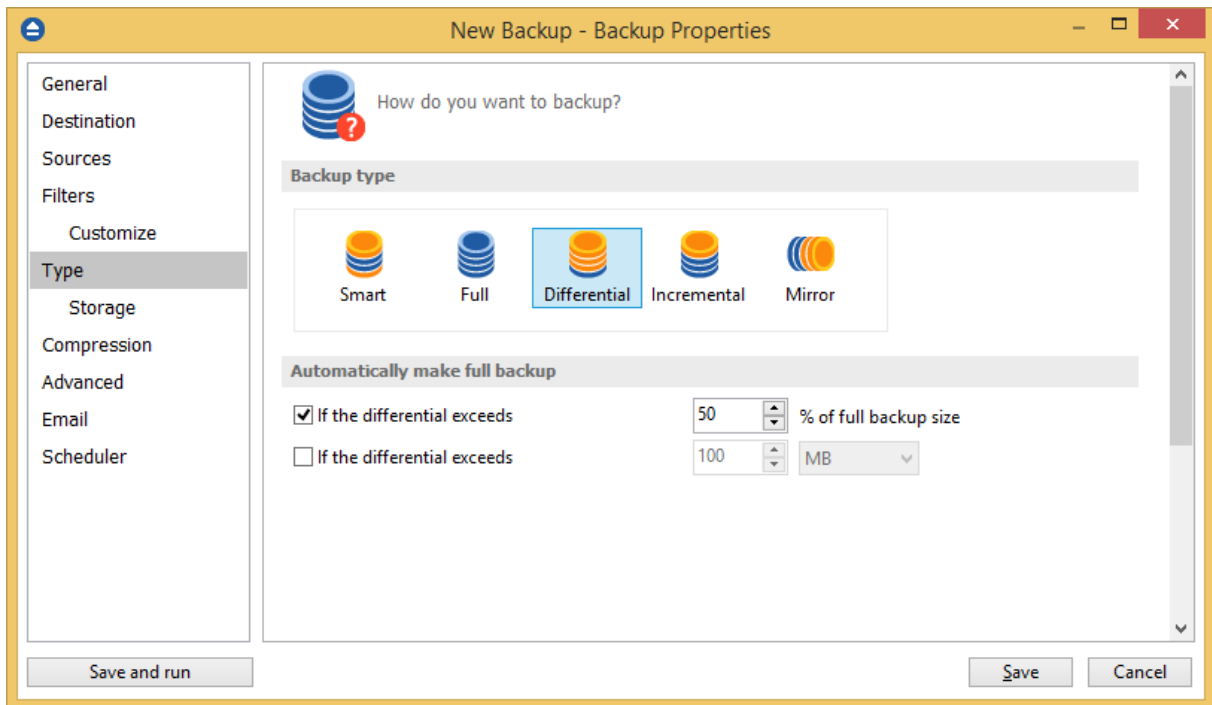 New Backup - Backup Properties
General
Destination
Sources
Filters
Customize
Type
Storage
Compression
Advanced
Email
Scheduler
How do you want to backup?
Backup type
Smart Full Differential Incremental Mirror
Automatically make full backup
If the differential exceeds 50 % of full backup size
If the differential exceeds 100 MB
Save and run Save Cancel